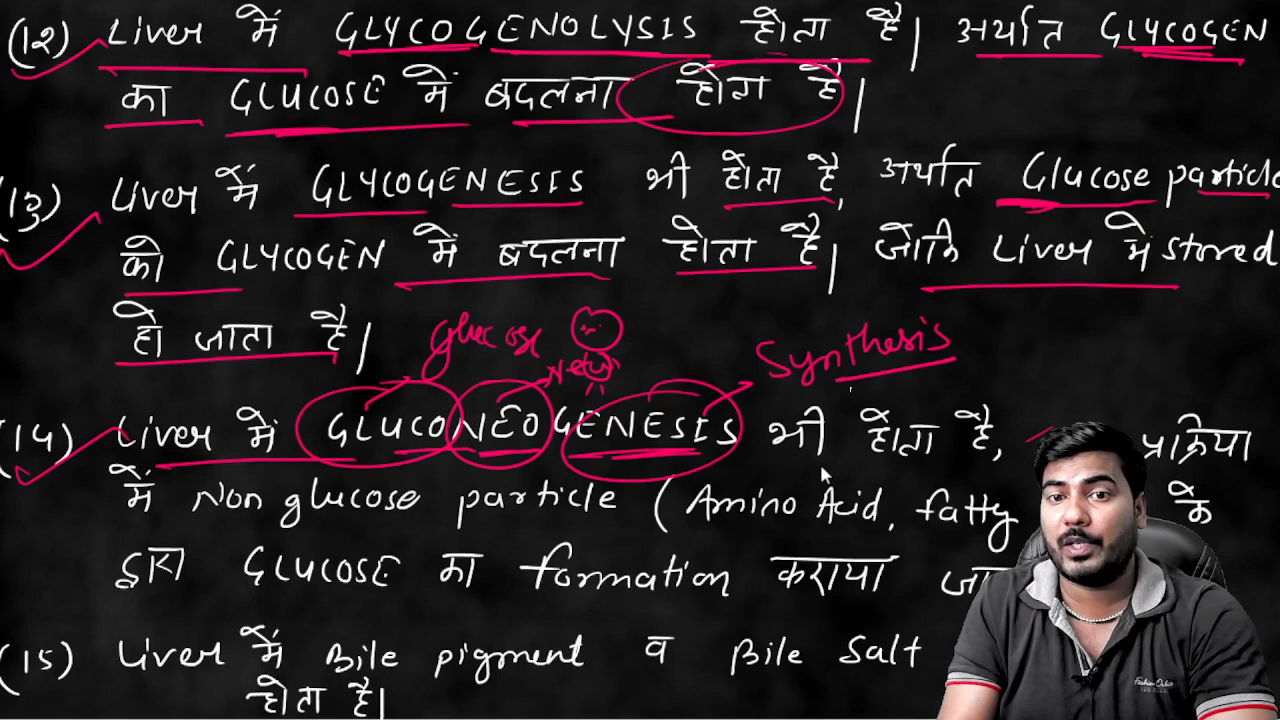 (12) Liver में GLYCOGENOLYSIS होता है। अर्थात GLYCOGEN
का GLUCOSE में बदलना होता है।
(13) Liver में GLYCOGENESIS भी होता है, अर्थात Glucose particle
को GLYCOGEN में बदलना होता है। जोकि Liver में stored
हो जाता है।
Glucose
Synthesis
(14) Liver में GLUCONEOGENESIS भी होता है, प्रक्रिया
में Non glucose particle (Amino Acid, fatty के
द्वारा GLUCOSE का formation कराया
(15) Liver में Bile pigment व Bile Salt
होता है।